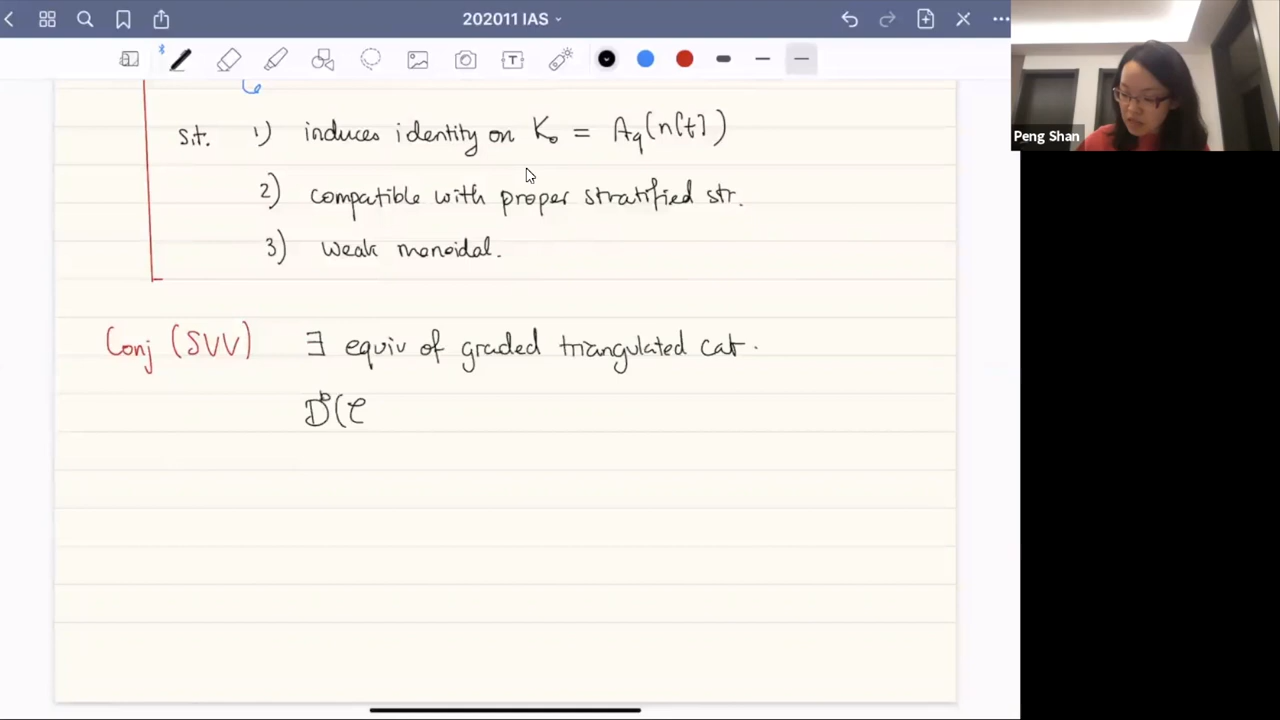 202011 IAS
Peng Shan
s.t. 1) induces identity on K₀ = A_q(n[t])
2) compatible with proper stratified str.
3) weak monoidal.
Conj (SVV) ∃ equiv of graded triangulated cat.
D^b(C